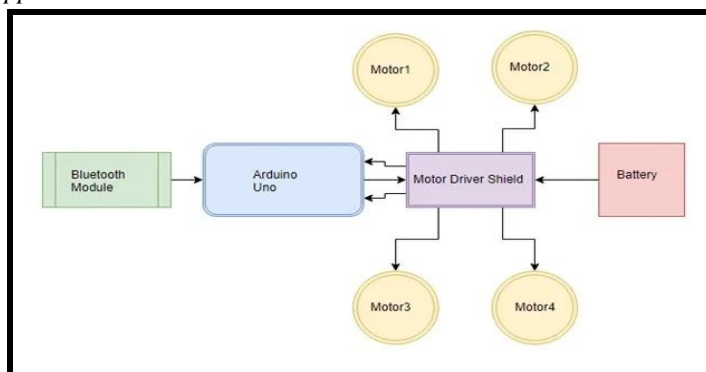 Motor1
Motor2
Bluetooth
Module
Arduino
Uno
Motor Driver Shield
Battery
Motor3
Motor4